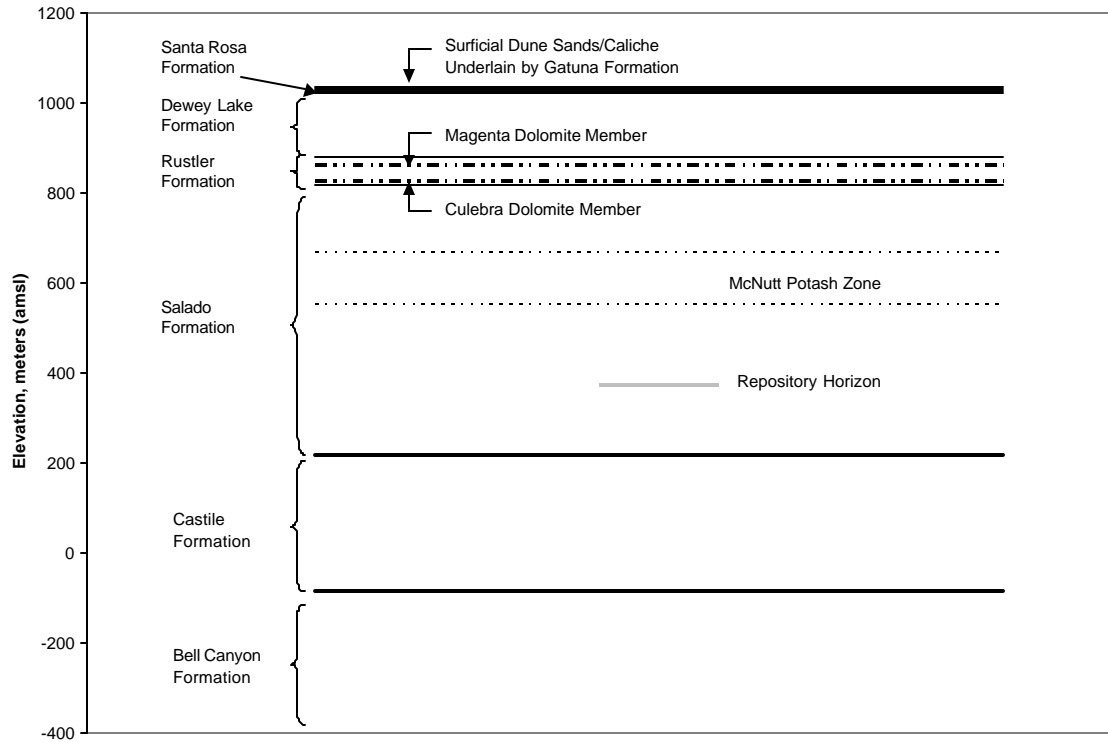 1200
1000
800
600
400
200
0
-200
-400
Elevation, meters (amsl)
Santa Rosa
Formation
Surficial Dune Sands/Caliche
Underlain by Gatuna Formation
Dewey Lake
Formation
Magenta Dolomite Member
Rustler
Formation
Culebra Dolomite Member
McNutt Potash Zone
Salado
Formation
Repository Horizon
Castile
Formation
Bell Canyon
Formation